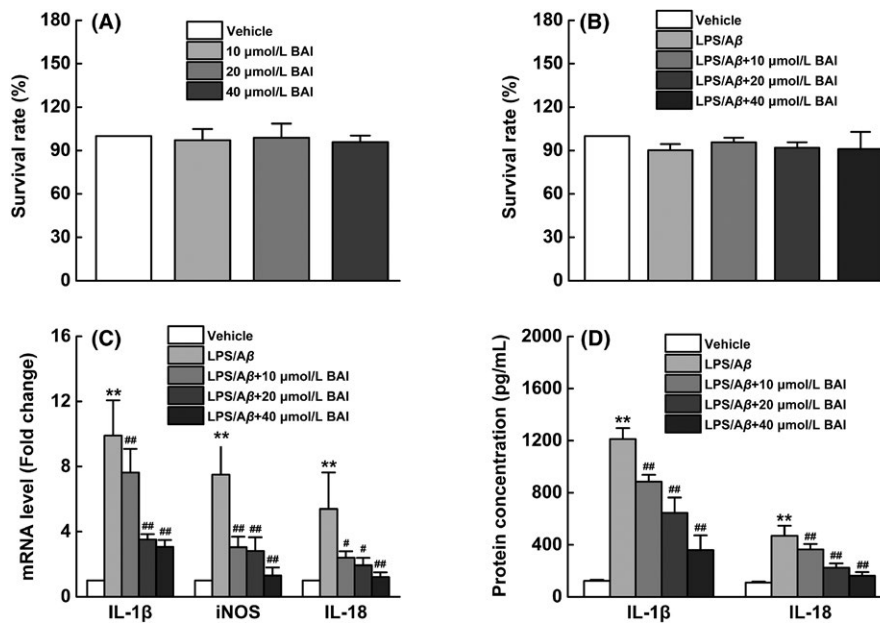 (A)
Survival rate (%)
180
150
120
90
60
30
0
Vehicle
10 μmol/L BAI
20 μmol/L BAI
40 μmol/L BAI
(B)
Survival rate (%)
180
150
120
90
60
30
0
Vehicle
LPS/Aβ
LPS/Aβ+10 μmol/L BAI
LPS/Aβ+20 μmol/L BAI
LPS/Aβ+40 μmol/L BAI
(C)
mRNA level (Fold change)
16
12
8
4
0
Vehicle
LPS/Aβ
LPS/Aβ+10 μmol/L BAI
LPS/Aβ+20 μmol/L BAI
LPS/Aβ+40 μmol/L BAI
** ## ## ##
** ## ## ##
** # # ##
IL-1β iNOS IL-18
(D)
Protein concentration (pg/mL)
2000
1600
1200
800
400
0
Vehicle
LPS/Aβ
LPS/Aβ+10 μmol/L BAI
LPS/Aβ+20 μmol/L BAI
LPS/Aβ+40 μmol/L BAI
** ## ## ##
** ## ## ##
IL-1β IL-18